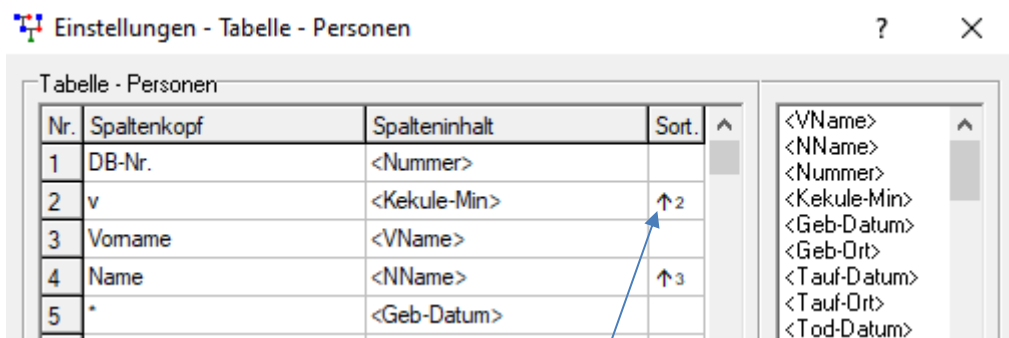 Einstellungen - Tabelle - Personen ?
Tabelle - Personen
Nr. Spaltenkopf Spalteninhalt Sort.
1 DB-Nr. <Nummer>
2 v <Kekule-Min> ↑2
3 Vorname <VName>
4 Name <NName> ↑3
5 * <Geb-Datum>
<VName>
<NName>
<Nummer>
<Kekule-Min>
<Geb-Datum>
<Geb-Ort>
<Tauf-Datum>
<Tauf-Ort>
<Tod-Datum>